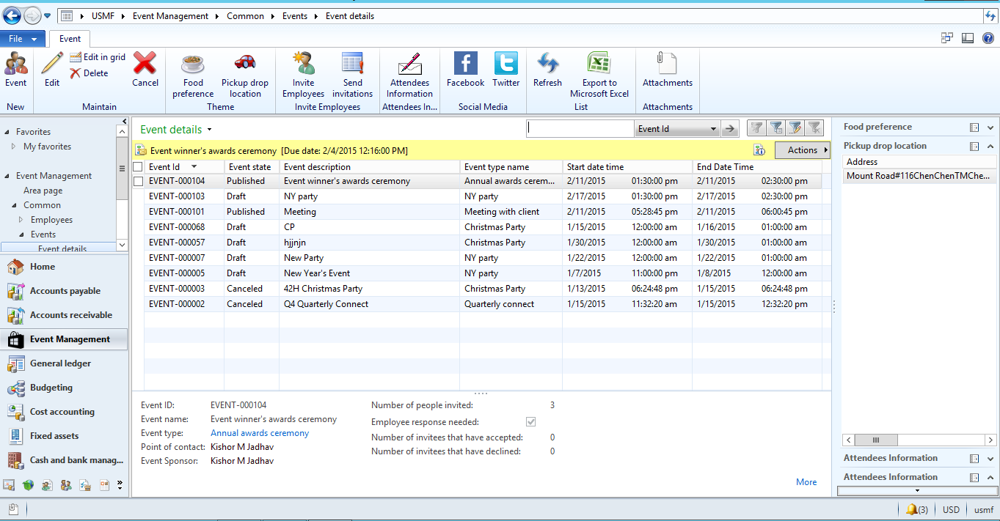 USMF Event Management Common Events Event details
File Event
Event
New
Edit
Edit in grid
Delete
Cancel
Maintain
Food preference
Pickup drop location
Theme
Invite Employees
Send invitations
Invite Employees
Attendees Information
Attendees In...
Facebook
Twitter
Social Media
Refresh
Export to Microsoft Excel
List
Attachments
Attachments
Favorites
My favorites
Event Management
Area page
Common
Employees
Events
Event details
Home
Accounts payable
Accounts receivable
Event Management
General ledger
Budgeting
Cost accounting
Fixed assets
Cash and bank manag...
Event details
Event Id
Event winner's awards ceremony [Due date: 2/4/2015 12:16:00 PM]
Actions
Event Id Event state Event description Event type name Start date time End Date Time
EVENT-000104 Published Event winner's awards ceremony Annual awards cerem... 2/11/2015 01:30:00 pm 2/11/2015 02:30:00 pm
EVENT-000103 Draft NY party NY party 2/17/2015 01:30:00 pm 2/17/2015 02:30:00 pm
EVENT-000101 Published Meeting Meeting with client 2/11/2015 05:28:45 pm 2/11/2015 06:00:45 pm
EVENT-000068 Draft CP Christmas Party 1/15/2015 12:00:00 am 1/16/2015 01:00:00 am
EVENT-000057 Draft hjjnjn Christmas Party 1/30/2015 12:00:00 am 1/30/2015 01:00:00 am
EVENT-000007 Draft New Party NY party 1/22/2015 12:00:00 am 1/22/2015 01:00:00 am
EVENT-000005 Draft New Year's Event NY party 1/7/2015 11:00:00 pm 1/8/2015 12:00:00 am
EVENT-000003 Canceled 42H Christmas Party Christmas Party 1/13/2015 06:24:48 pm 1/15/2015 06:24:48 pm
EVENT-000002 Canceled Q4 Quarterly Connect Quarterly connect 1/15/2015 11:32:20 am 1/15/2015 12:32:20 pm
Event ID: EVENT-000104
Event name: Event winner's awards ceremony
Event type: Annual awards ceremony
Point of contact: Kishor M Jadhav
Event Sponsor: Kishor M Jadhav
Number of people invited: 3
Employee response needed:
Number of invitees that have accepted: 0
Number of invitees that have declined: 0
More
Food preference
Pickup drop location
Address
Mount Road#116ChenChenTMChe...
Attendees Information
Attendees Information
(3) USD usmf